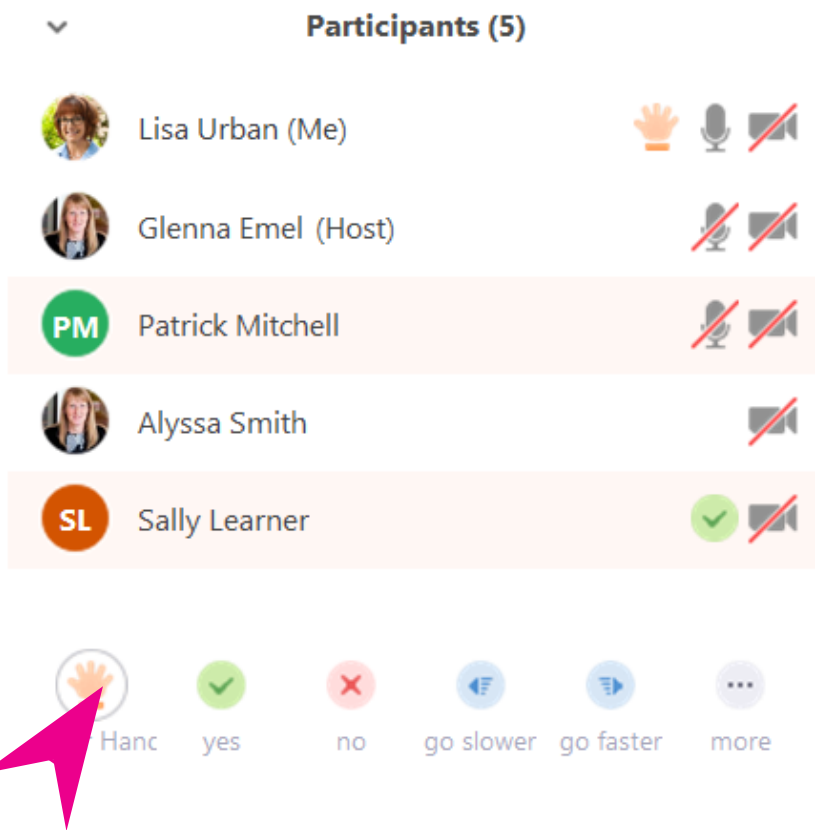 Participants (5)
Lisa Urban (Me)
Glenna Emel (Host)
PM Patrick Mitchell
Alyssa Smith
SL Sally Learner
yes no go slower go faster more